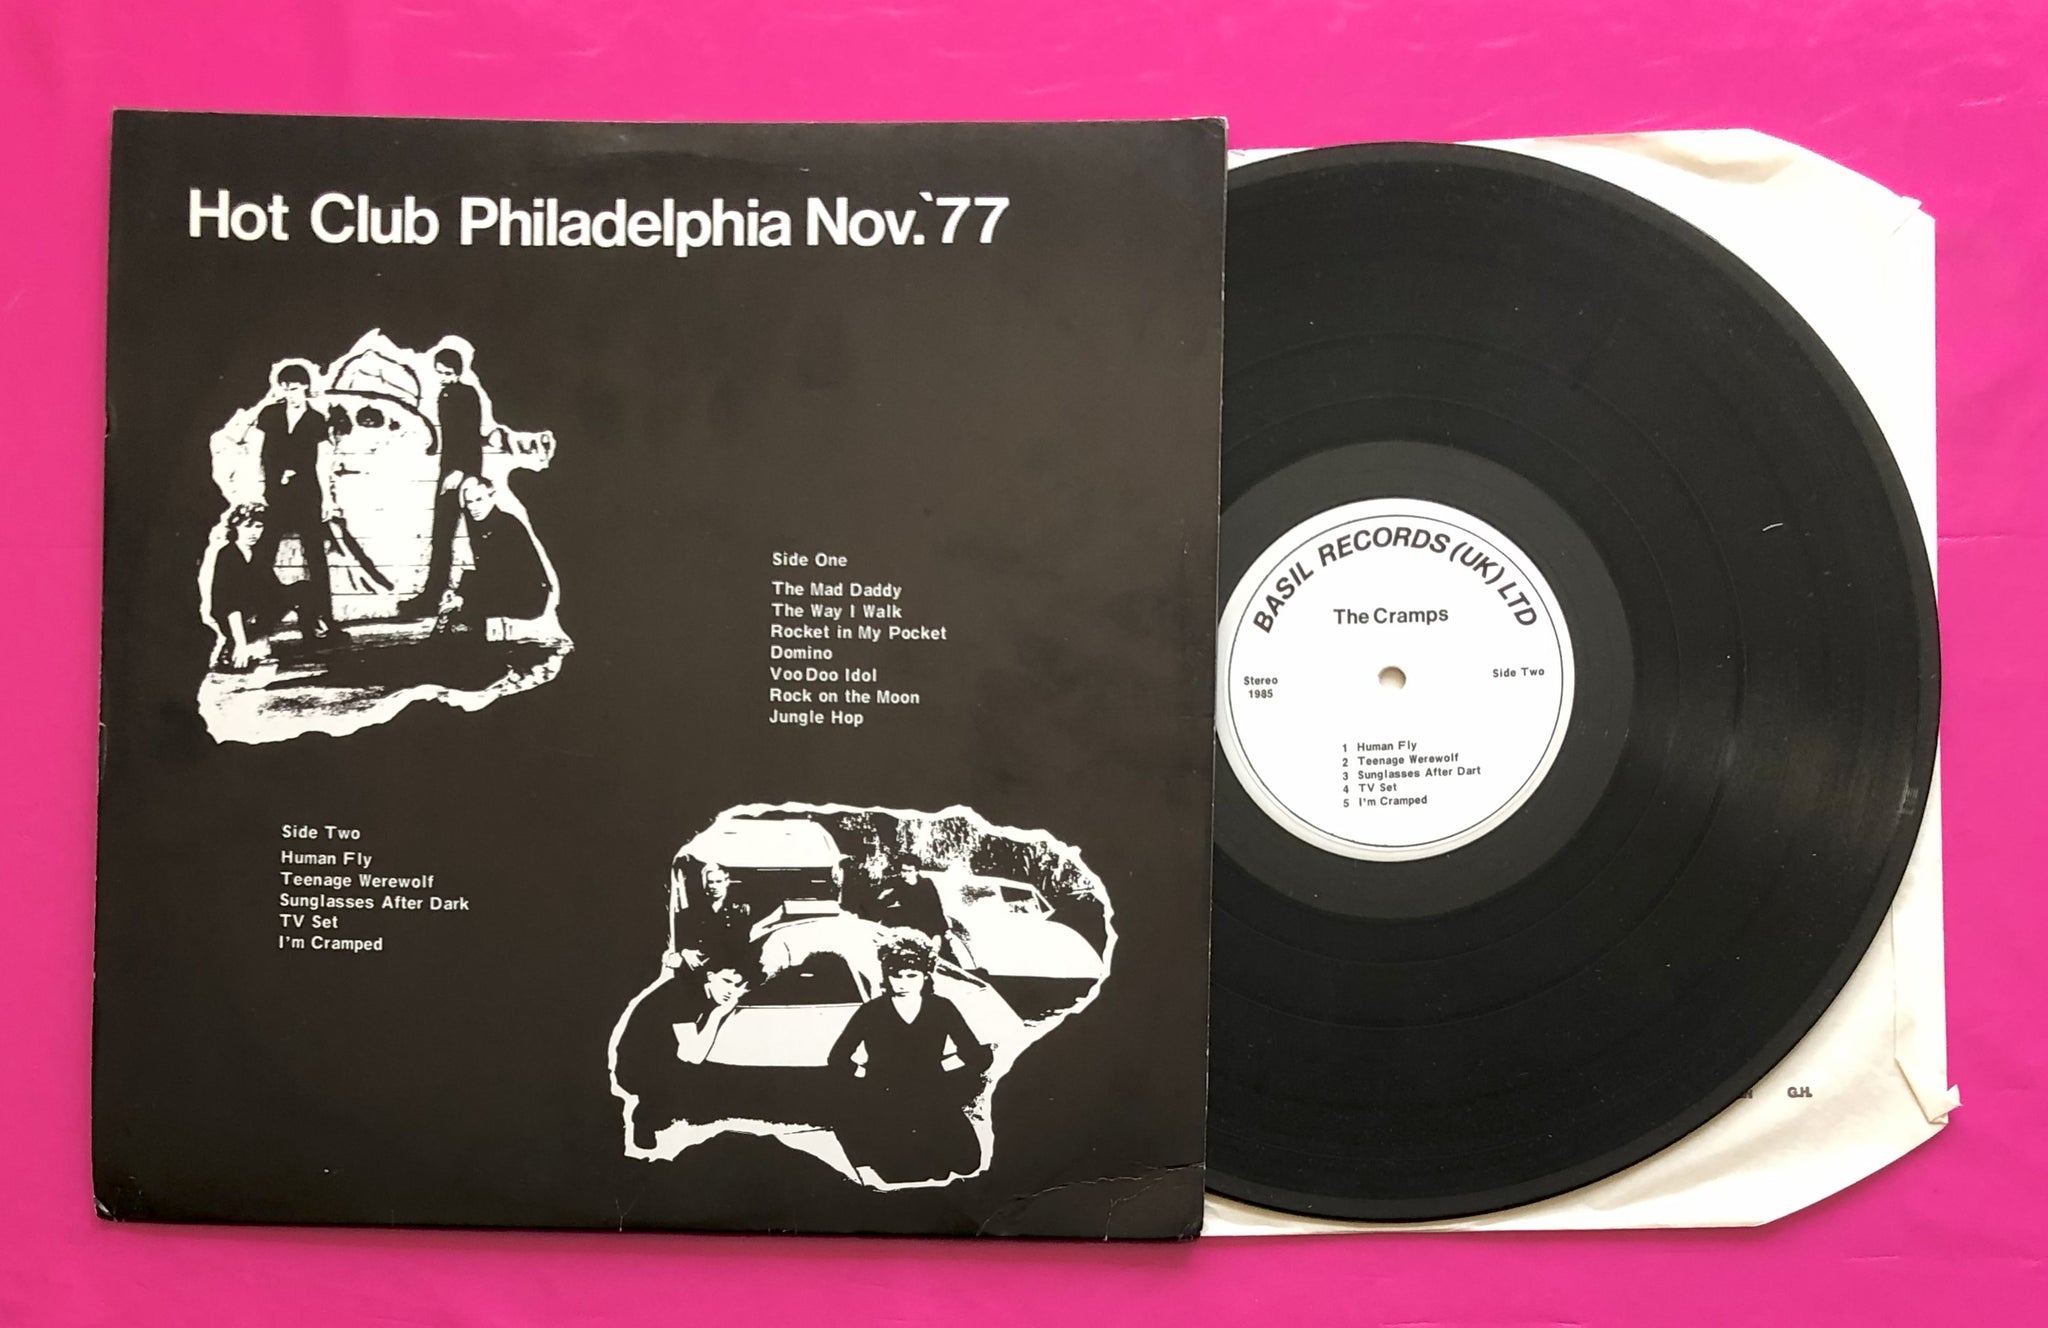 Hot Club Philadelphia Nov.`77
Side One
The Mad Daddy
The Way I Walk
Rocket in My Pocket
Domino
VooDoo Idol
Rock on the Moon
Jungle Hop
Side Two
Human Fly
Teenage Werewolf
Sunglasses After Dark
TV Set
I'm Cramped
BASIL RECORDS (UK) LTD
The Cramps
Stereo
1985
Side Two
1 Human Fly
2 Teenage Werewolf
3 Sunglasses After Dart
4 TV Set
5 I'm Cramped
G.H.